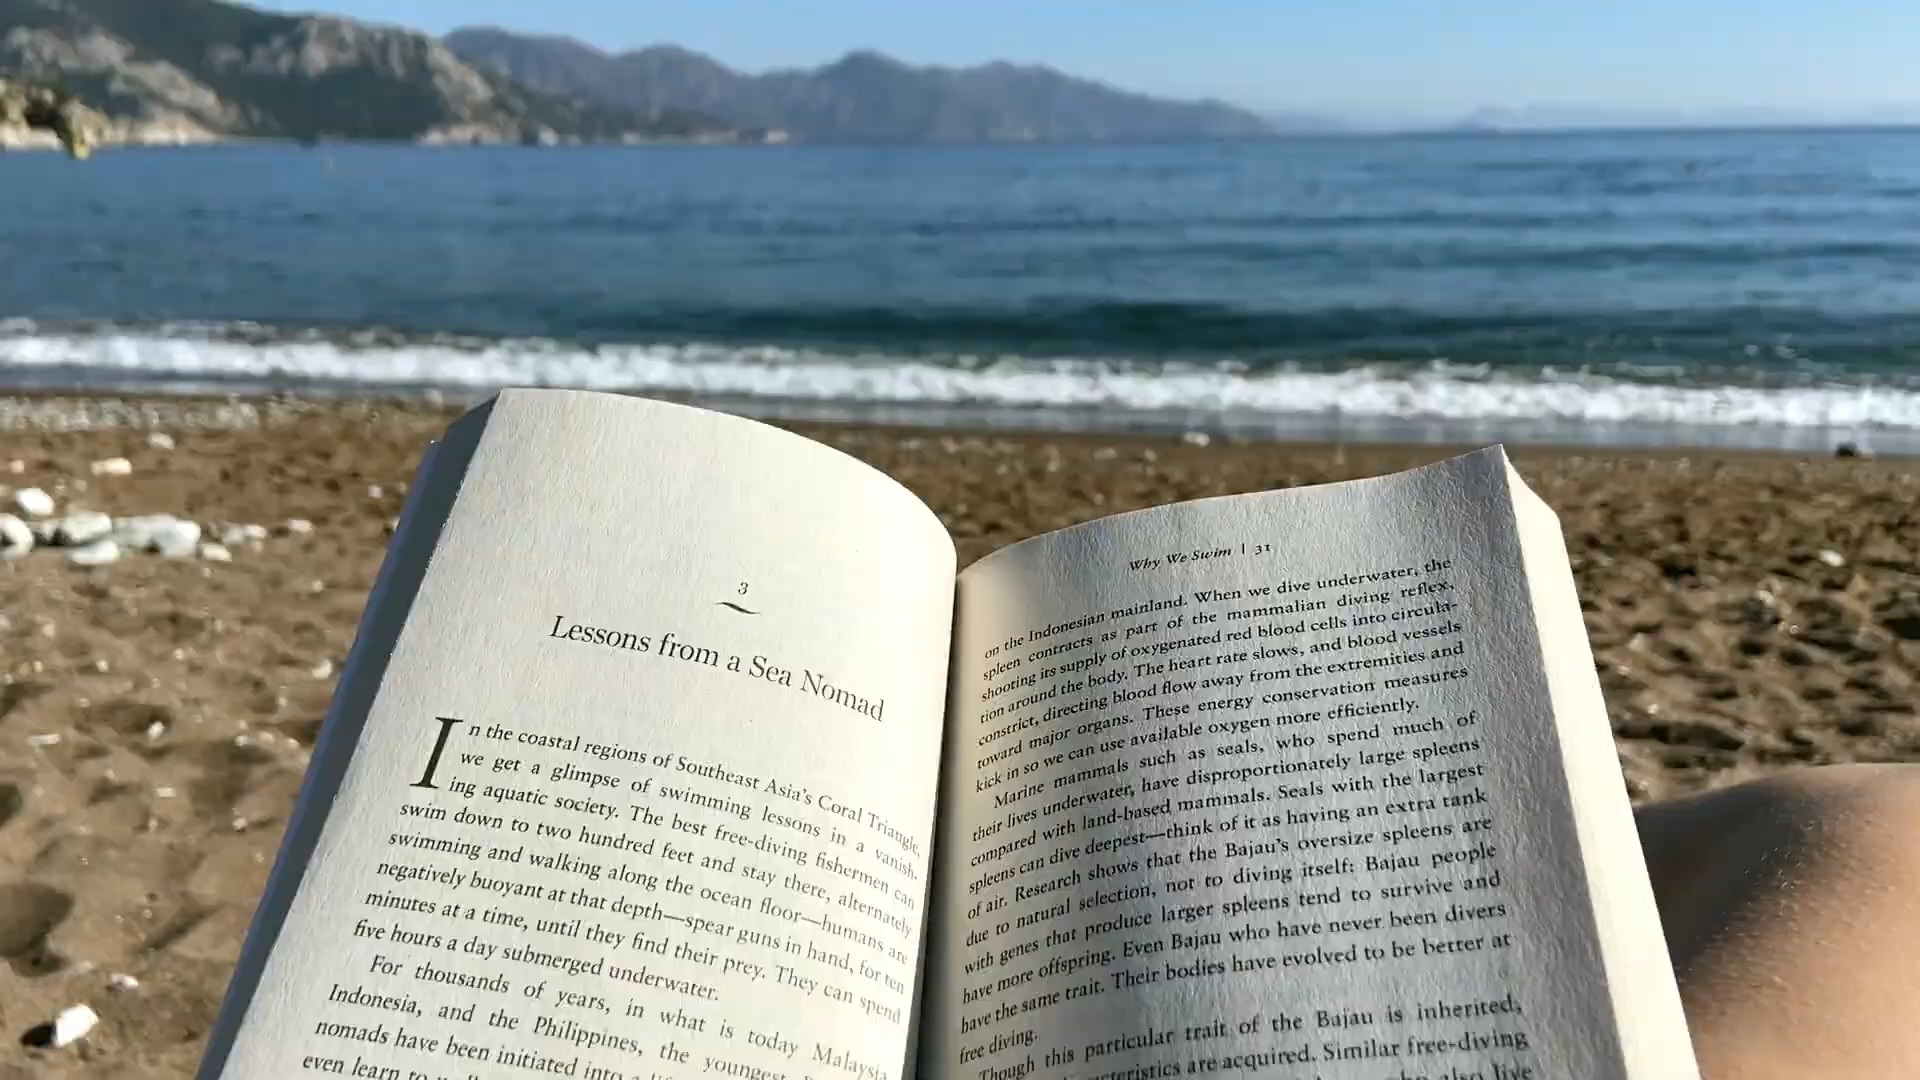 3
Lessons from a Sea Nomad
In the coastal regions of Southeast Asia's Coral Triangle,
we get a glimpse of swimming lessons in a vanish-
ing aquatic society. The best free-diving fishermen can
swim down to two hundred feet and stay there, alternately
swimming and walking along the ocean floor—humans are
negatively buoyant at that depth—spear guns in hand, for ten
minutes at a time, until they find their prey. They can spend
five hours a day submerged underwater.
For thousands of years, in what is today Malaysia,
Indonesia, and the Philippines, the youngest
nomads have been initiated into a
even learn to
Why We Swim | 31
on the Indonesian mainland. When we dive underwater, the
spleen contracts as part of the mammalian diving reflex,
shooting its supply of oxygenated red blood cells into circula-
tion around the body. The heart rate slows, and blood vessels
constrict, directing blood flow away from the extremities and
toward major organs. These energy conservation measures
kick in so we can use available oxygen more efficiently.
Marine mammals such as seals, who spend much of
their lives underwater, have disproportionately large spleens
compared with land-based mammals. Seals with the largest
spleens can dive deepest—think of it as having an extra tank
of air. Research shows that the Bajau's oversize spleens are
due to natural selection, not to diving itself: Bajau people
with genes that produce larger spleens tend to survive and
have more offspring. Even Bajau who have never been divers
have the same trait. Their bodies have evolved to be better at
free diving.
Though this particular trait of the Bajau is inherited,
are acquired. Similar free-diving
who also live